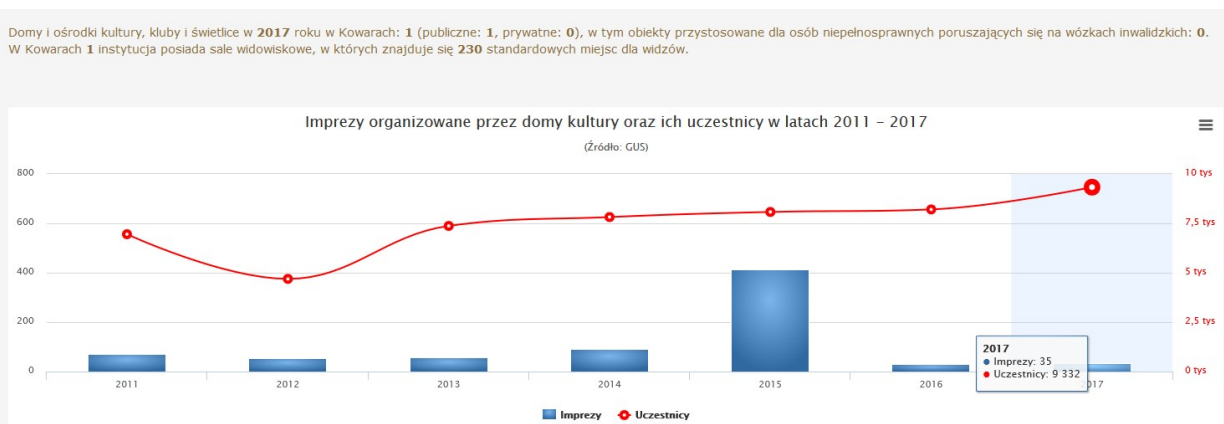 Domy i ośrodki kultury, kluby i świetlice w 2017 roku w Kowarach: 1 (publiczne: 1, prywatne: 0), w tym obiekty przystosowane dla osób niepełnosprawnych poruszających się na wózkach inwalidzkich: 0.
W Kowarach 1 instytucja posiada sale widowiskowe, w których znajduje się 230 standardowych miejsc dla widzów.
Imprezy organizowane przez domy kultury oraz ich uczestnicy w latach 2011 - 2017
(Źródło: GUS)
800 10 tys
600 7,5 tys
400 5 tys
200 2,5 tys
2017
Imprezy: 35
Uczestnicy: 9 332
0 0 tys
2011 2012 2013 2014 2015 2016 2017
Imprezy Uczestnicy